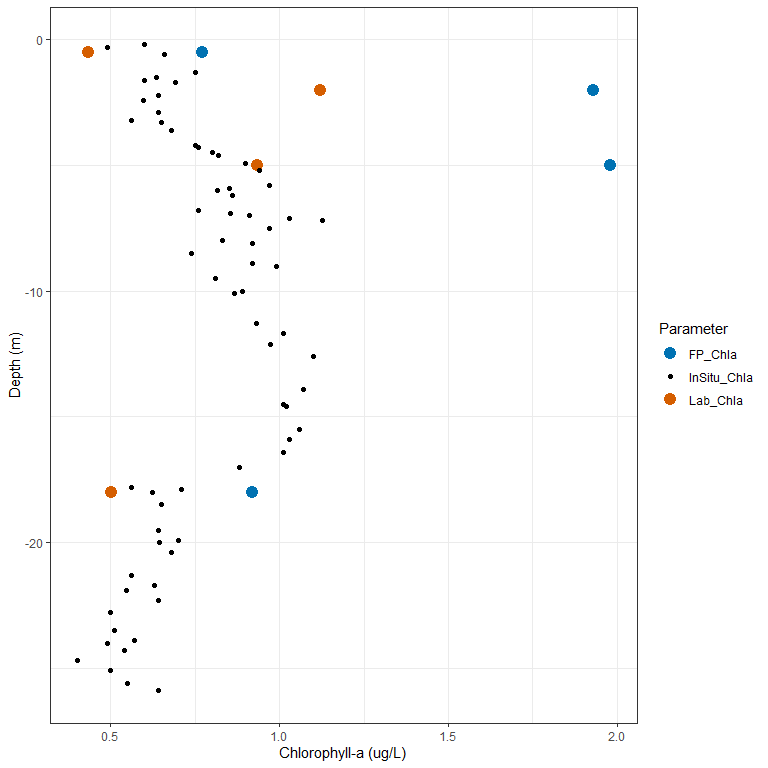 0
-10
-20
Depth (m)
0.5
1.0
1.5
2.0
Chlorophyll-a (ug/L)
Parameter
FP_Chla
InSitu_Chla
Lab_Chla